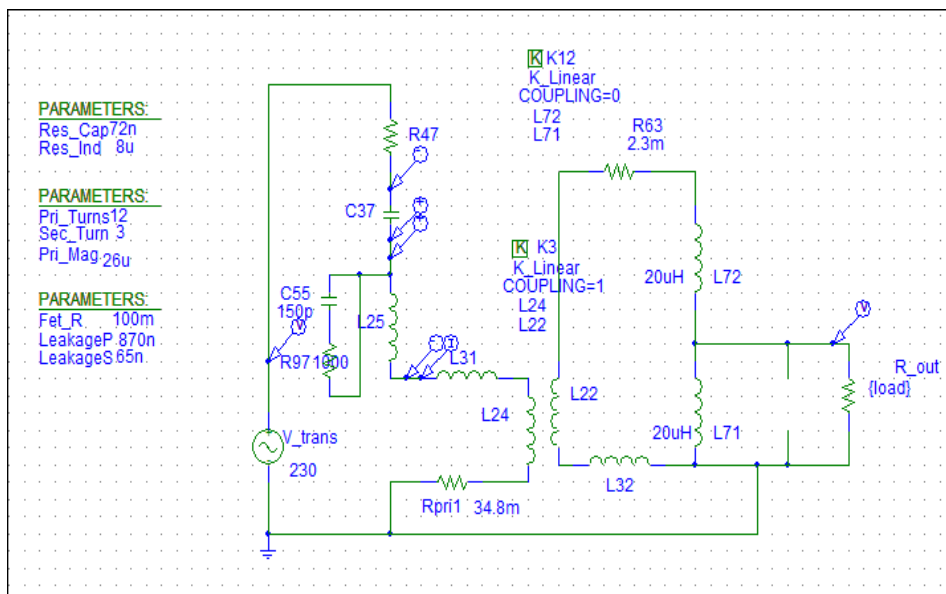 PARAMETERS:
Res_Cap 72n
Res_Ind 8u
PARAMETERS:
Pri_Turns 12
Sec_Turn 3
Pri_Mag 26u
PARAMETERS:
Fet_R 100m
LeakageP 870n
LeakageS 65n
R47
C37
C55
150p
L25
R97 1000
V
V_trans
230
L31
L24
Rpri1 34.8m
K K12
K_Linear
COUPLING=0
L72
L71
K K3
K_Linear
COUPLING=1
L24
L22
R63
2.3m
20uH L72
L22
20uH L71
L32
V
R_out
{load}